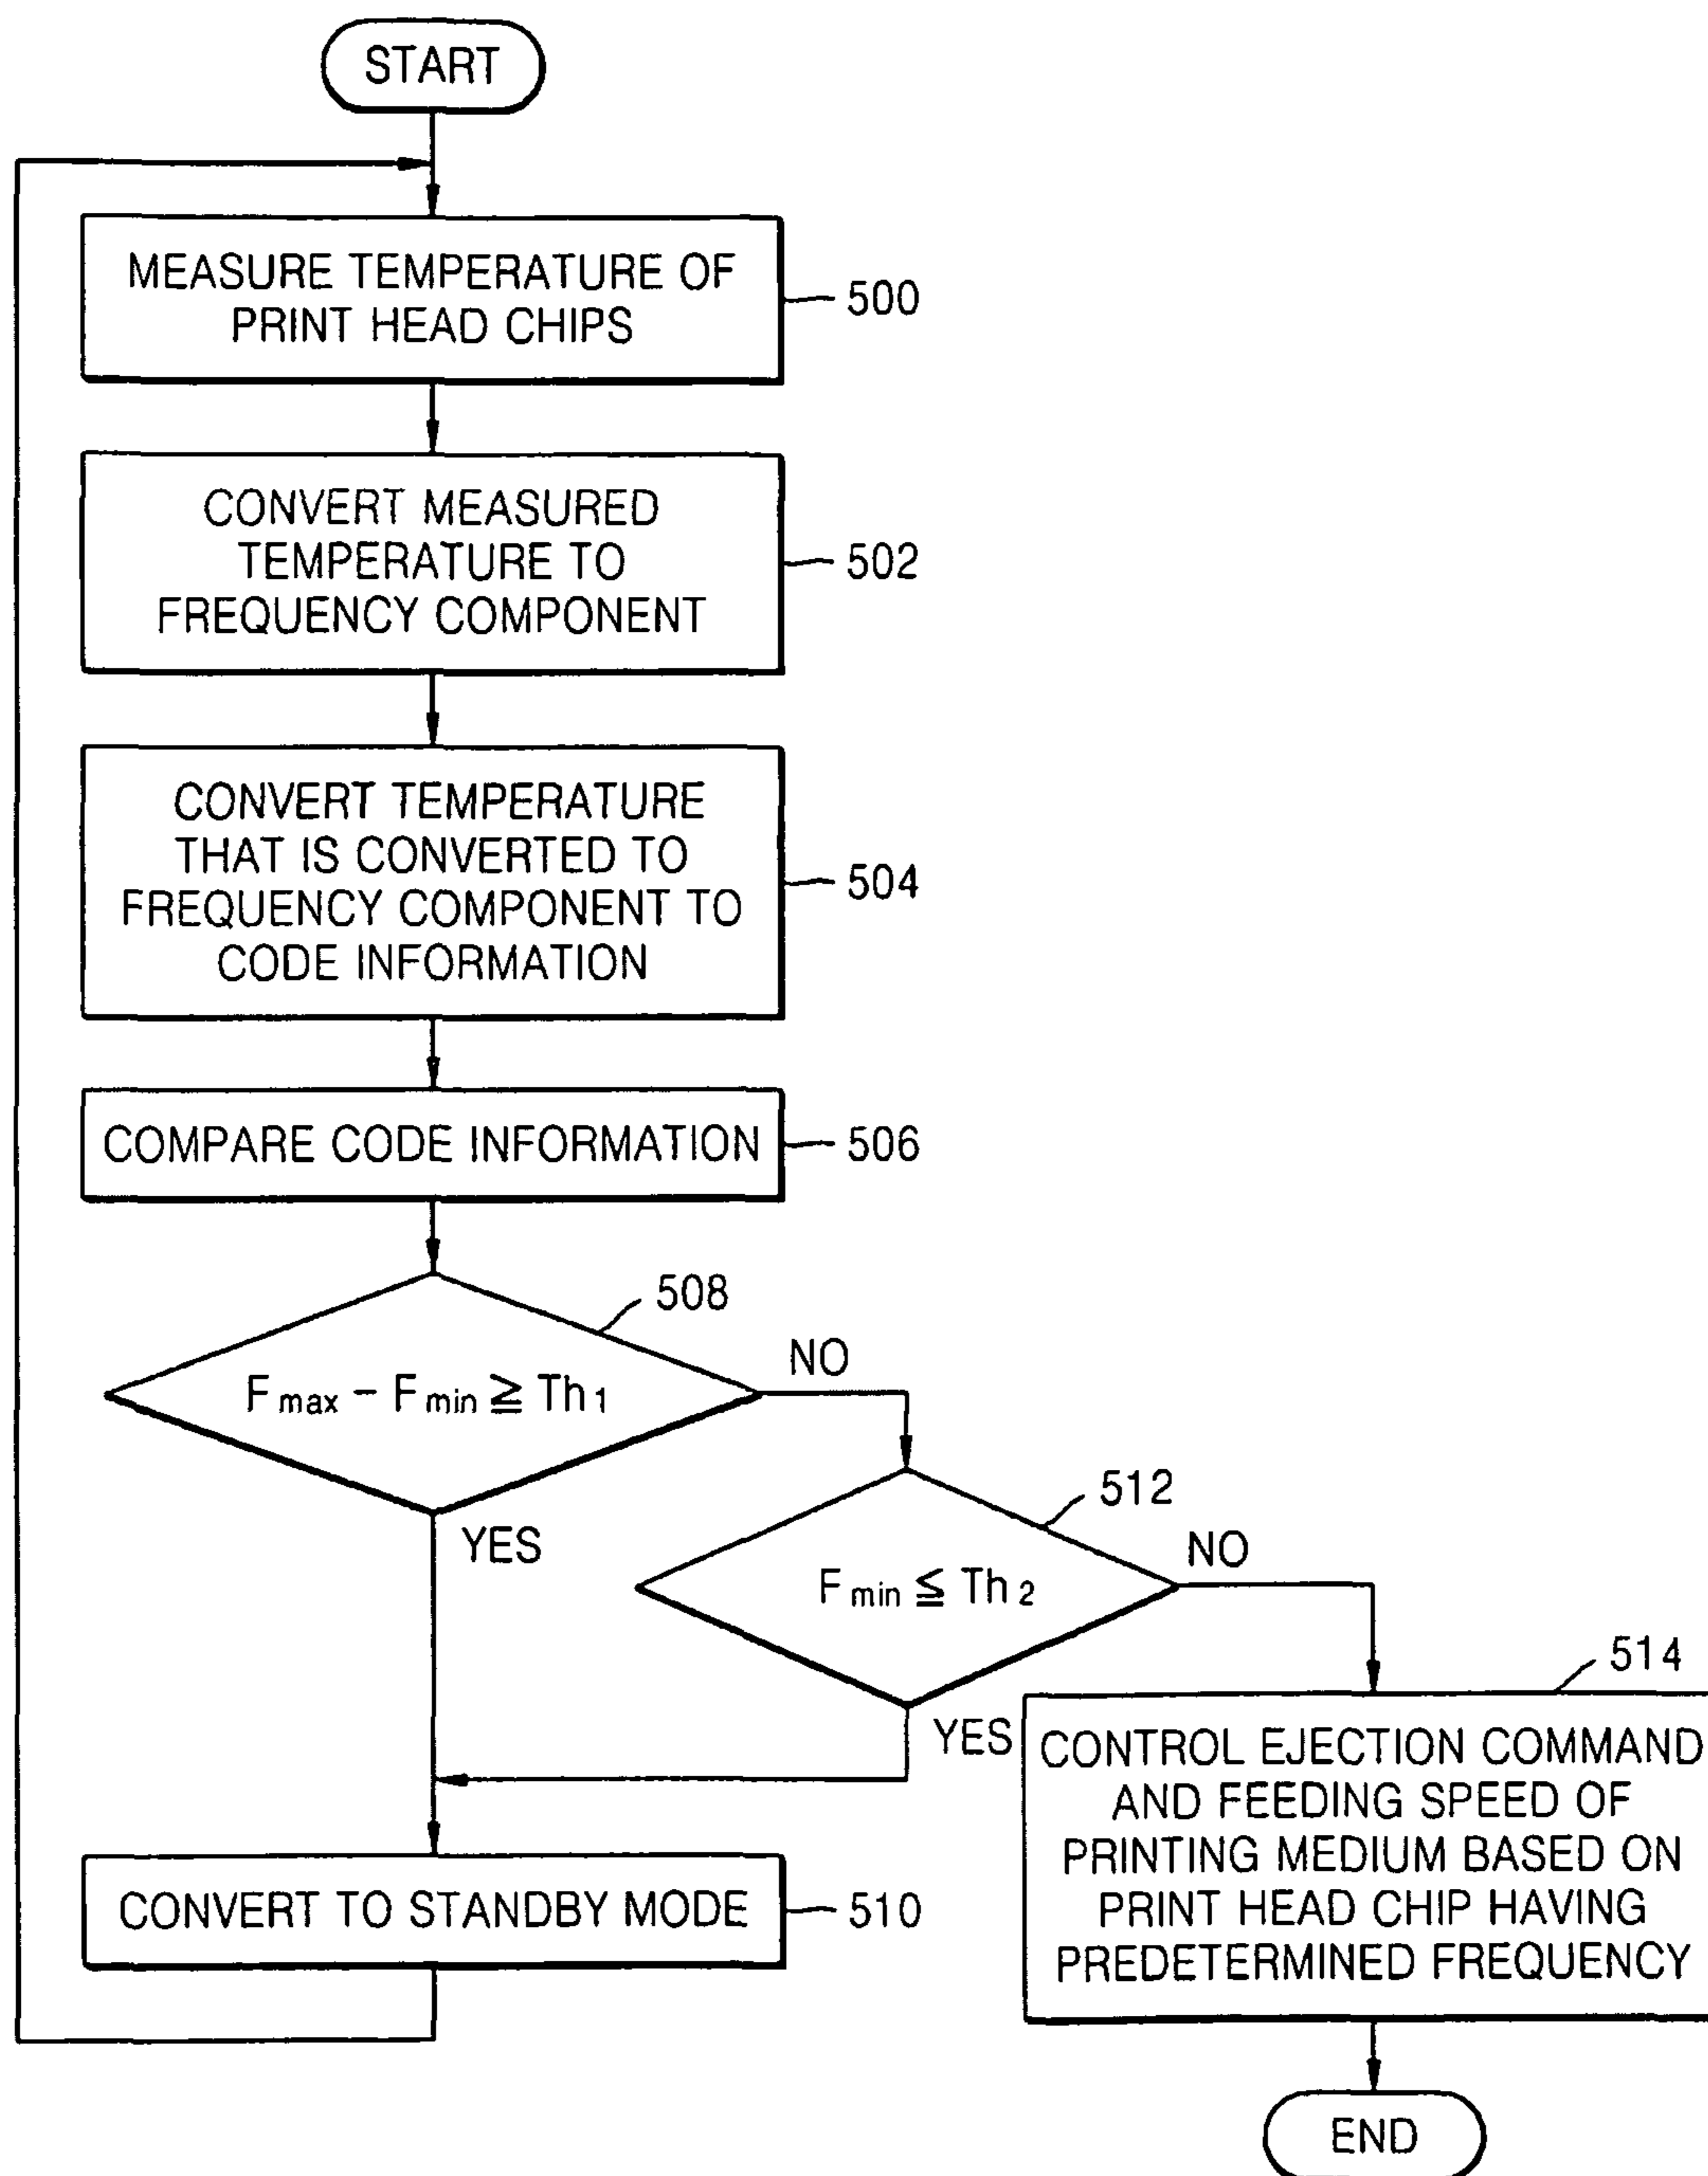 START
MEASURE TEMPERATURE OF
PRINT HEAD CHIPS
500
CONVERT MEASURED
TEMPERATURE TO
FREQUENCY COMPONENT
502
CONVERT TEMPERATURE
THAT IS CONVERTED TO
FREQUENCY COMPONENT TO
CODE INFORMATION
504
COMPARE CODE INFORMATION
506
508
Fmax - Fmin ≧ Th1
NO
YES
512
Fmin ≦ Th2
NO
YES
514
CONTROL EJECTION COMMAND
AND FEEDING SPEED OF
PRINTING MEDIUM BASED ON
PRINT HEAD CHIP HAVING
PREDETERMINED FREQUENCY
CONVERT TO STANDBY MODE
510
END